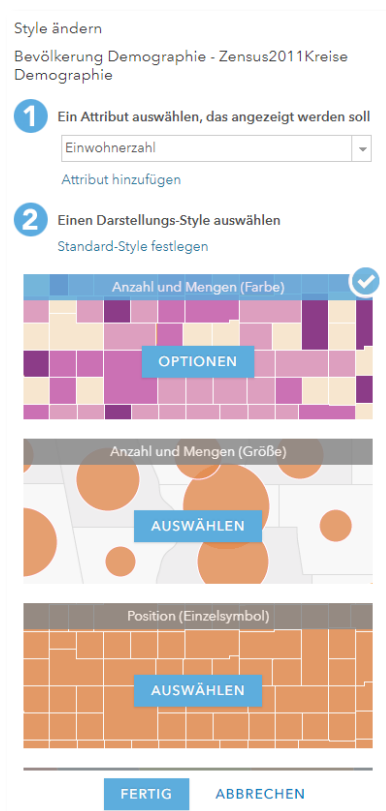 Style ändern
Bevölkerung Demographie - Zensus2011Kreise
Demographie
1 Ein Attribut auswählen, das angezeigt werden soll
Einwohnerzahl
Attribut hinzufügen
2 Einen Darstellungs-Style auswählen
Standard-Style festlegen
Anzahl und Mengen (Farbe)
OPTIONEN
Anzahl und Mengen (Größe)
AUSWÄHLEN
Position (Einzelsymbol)
AUSWÄHLEN
FERTIG ABBRECHEN